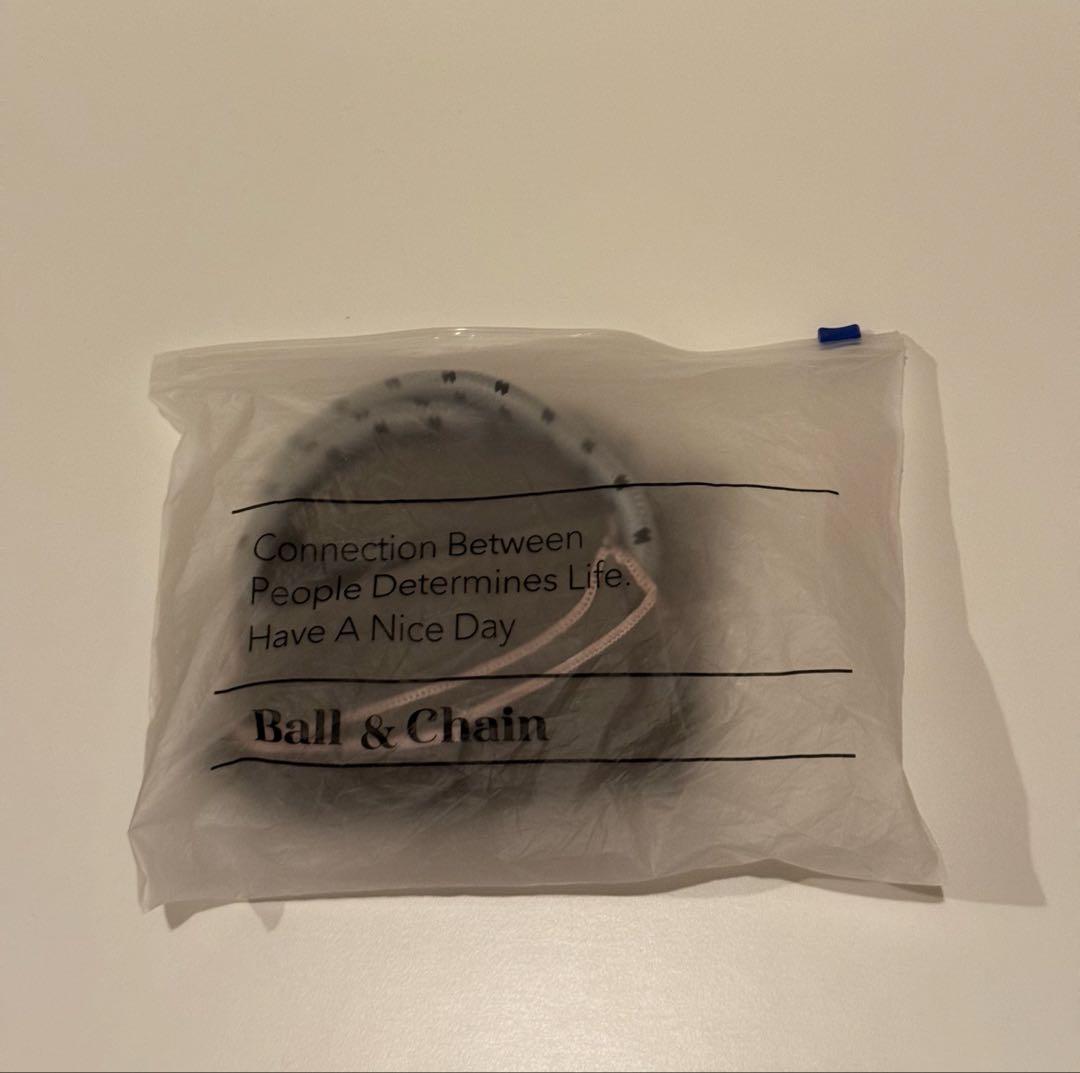 Connection Between
People Determines Life.
Have A Nice Day
Ball & Chain